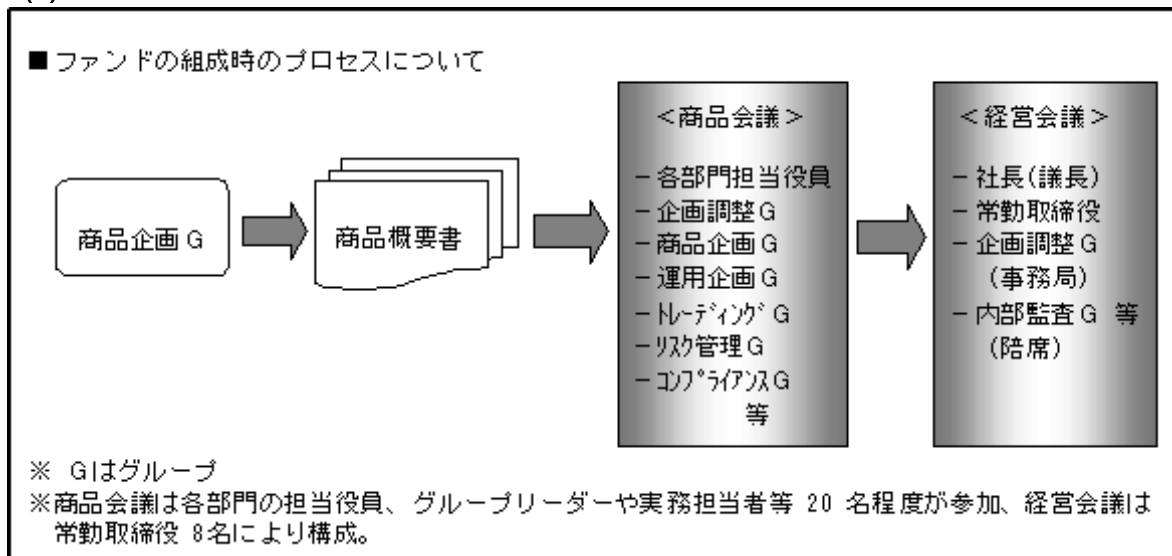 ■ファンドの組成時のプロセスについて
商品企画G
商品概要書
＜商品会議＞
－各部門担当役員
－企画調整G
－商品企画G
－運用企画G
－ﾄﾚｰﾃﾞｨﾝｸﾞG
－ﾘｽｸ管理G
－ｺﾝﾌﾟﾗｲｱﾝｽG
等
＜経営会議＞
－社長(議長)
－常勤取締役
－企画調整G
(事務局)
－内部監査G 等
(陪席)
※ Gはグループ
※商品会議は各部門の担当役員、グループリーダーや実務担当者等 20 名程度が参加、経営会議は
常勤取締役 8名により構成。